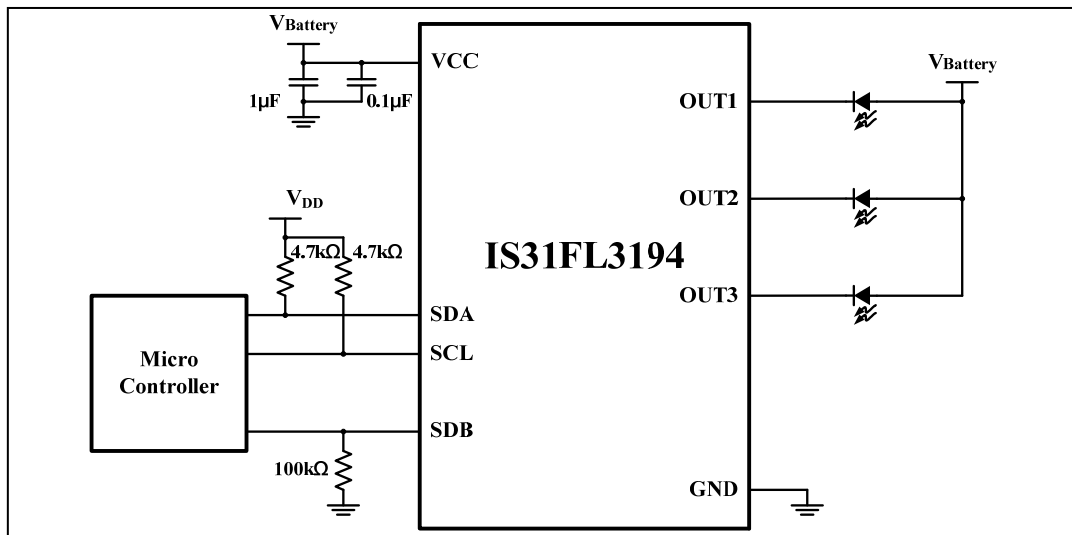 VBattery
VCC
1µF
0.1µF
VDD
4.7kΩ 4.7kΩ
Micro
Controller
SDA
SCL
SDB
100kΩ
IS31FL3194
OUT1
OUT2
OUT3
GND
VBattery